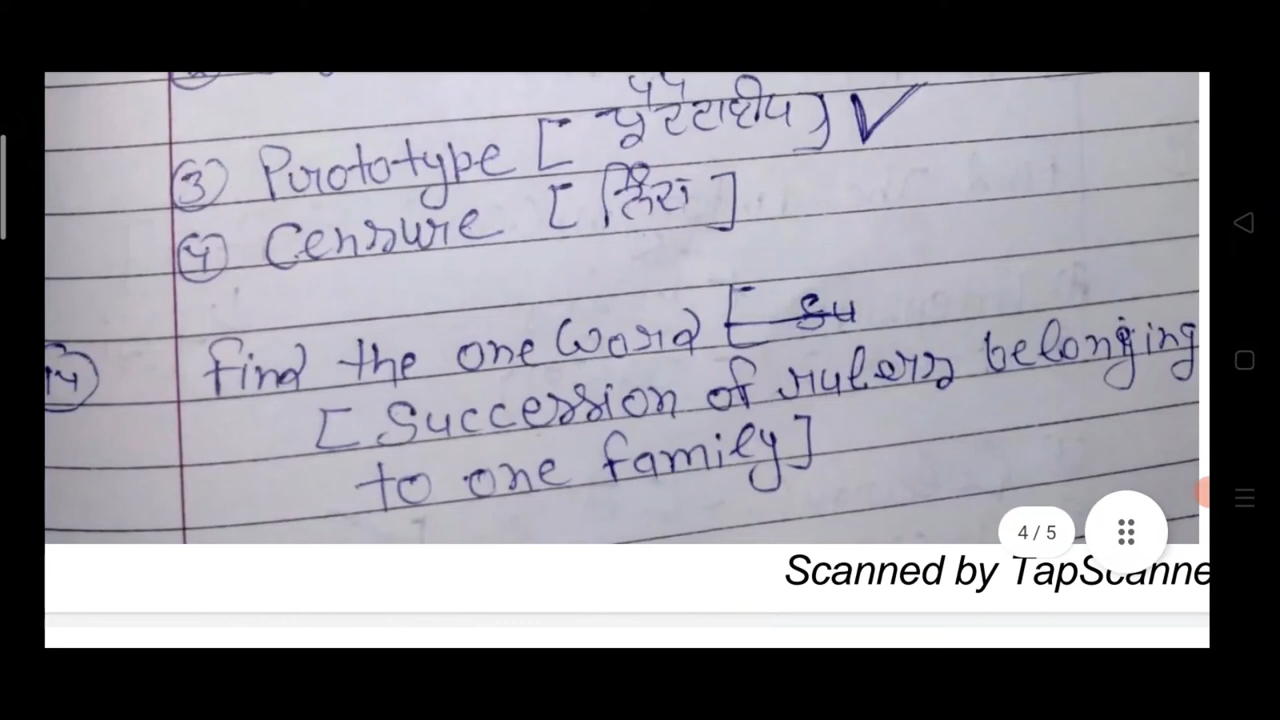 ③ Prototype [ प्रोटोटाइप ] ✓
④ Censure [ ]
14 find the one word [
[ Succession of rulers belonging
to one family ]
4 / 5
Scanned by TapScanne